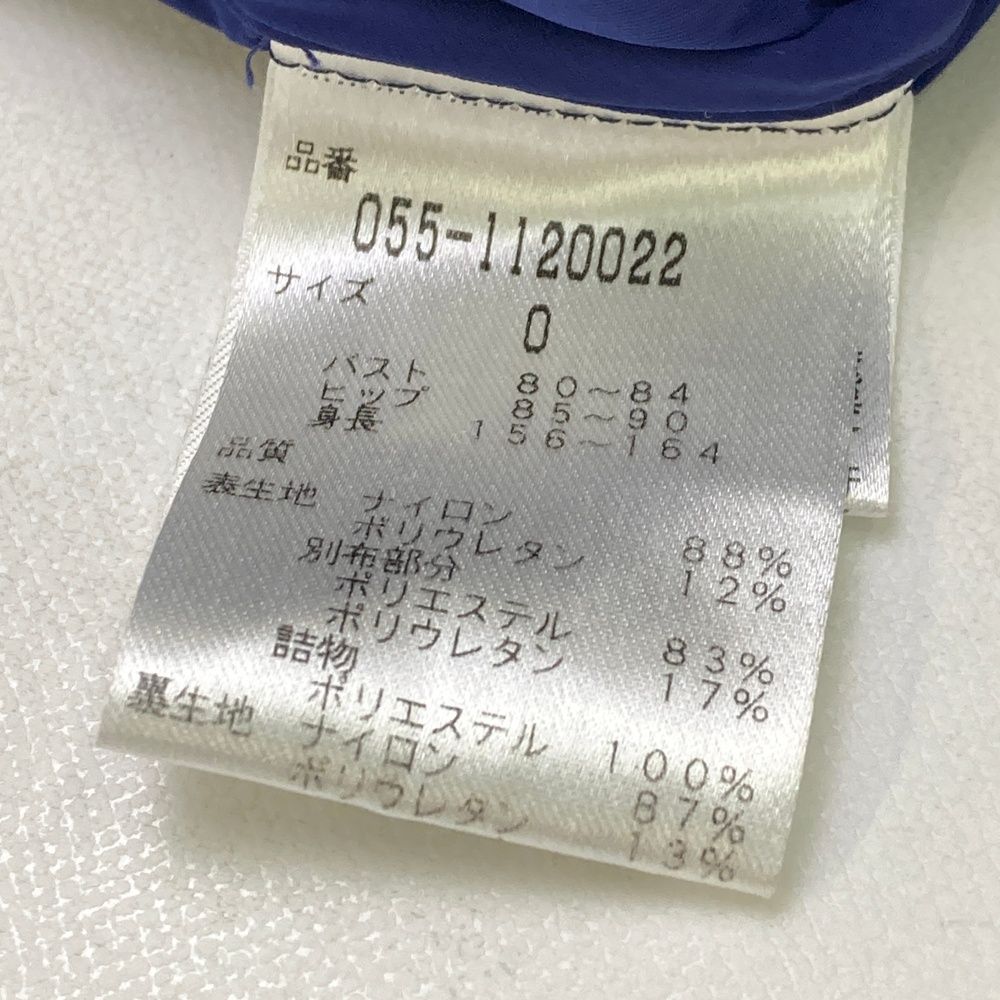 品番
055-1120022
サイズ
0
バスト 80～84
ヒップ 85～90
身長 156～164
品質
表生地 ナイロン 88%
ポリウレタン 12%
別布部分
ポリエステル 83%
ポリウレタン 17%
詰物
ポリエステル 100%
裏生地 ナイロン 87%
ポリウレタン 13%